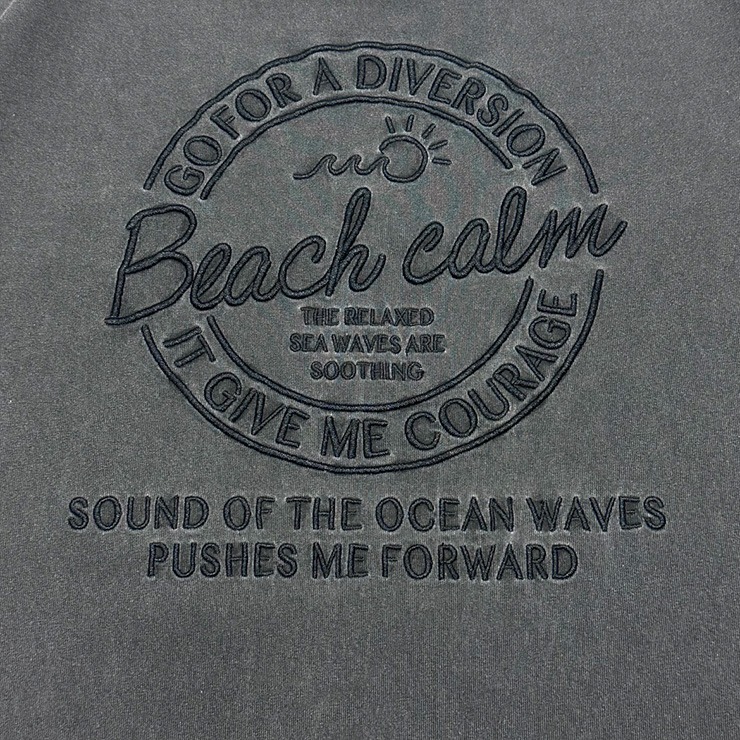 GO FOR A DIVERSION
Beach calm
THE RELAXED
SEA WAVES ARE
SOOTHING
IT GIVE ME COURAGE
SOUND OF THE OCEAN WAVES
PUSHES ME FORWARD